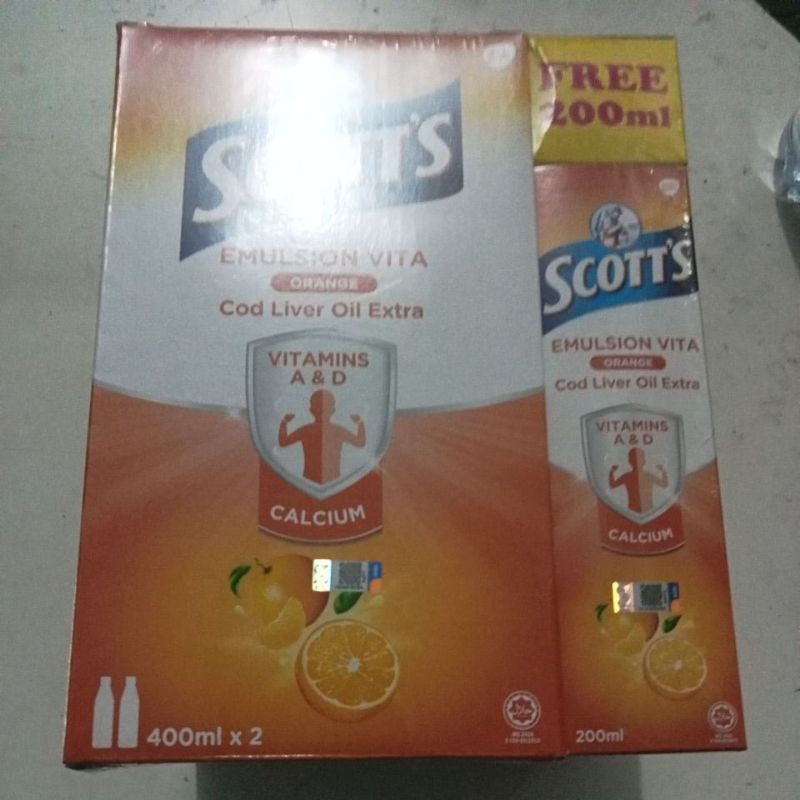 SCOTT'S
EMULSION VITA
ORANGE
Cod Liver Oil Extra
VITAMINS
A & D
CALCIUM
400ml x 2
FREE
200ml
SCOTT'S
EMULSION VITA
ORANGE
Cod Liver Oil Extra
VITAMINS
A & D
CALCIUM
200ml